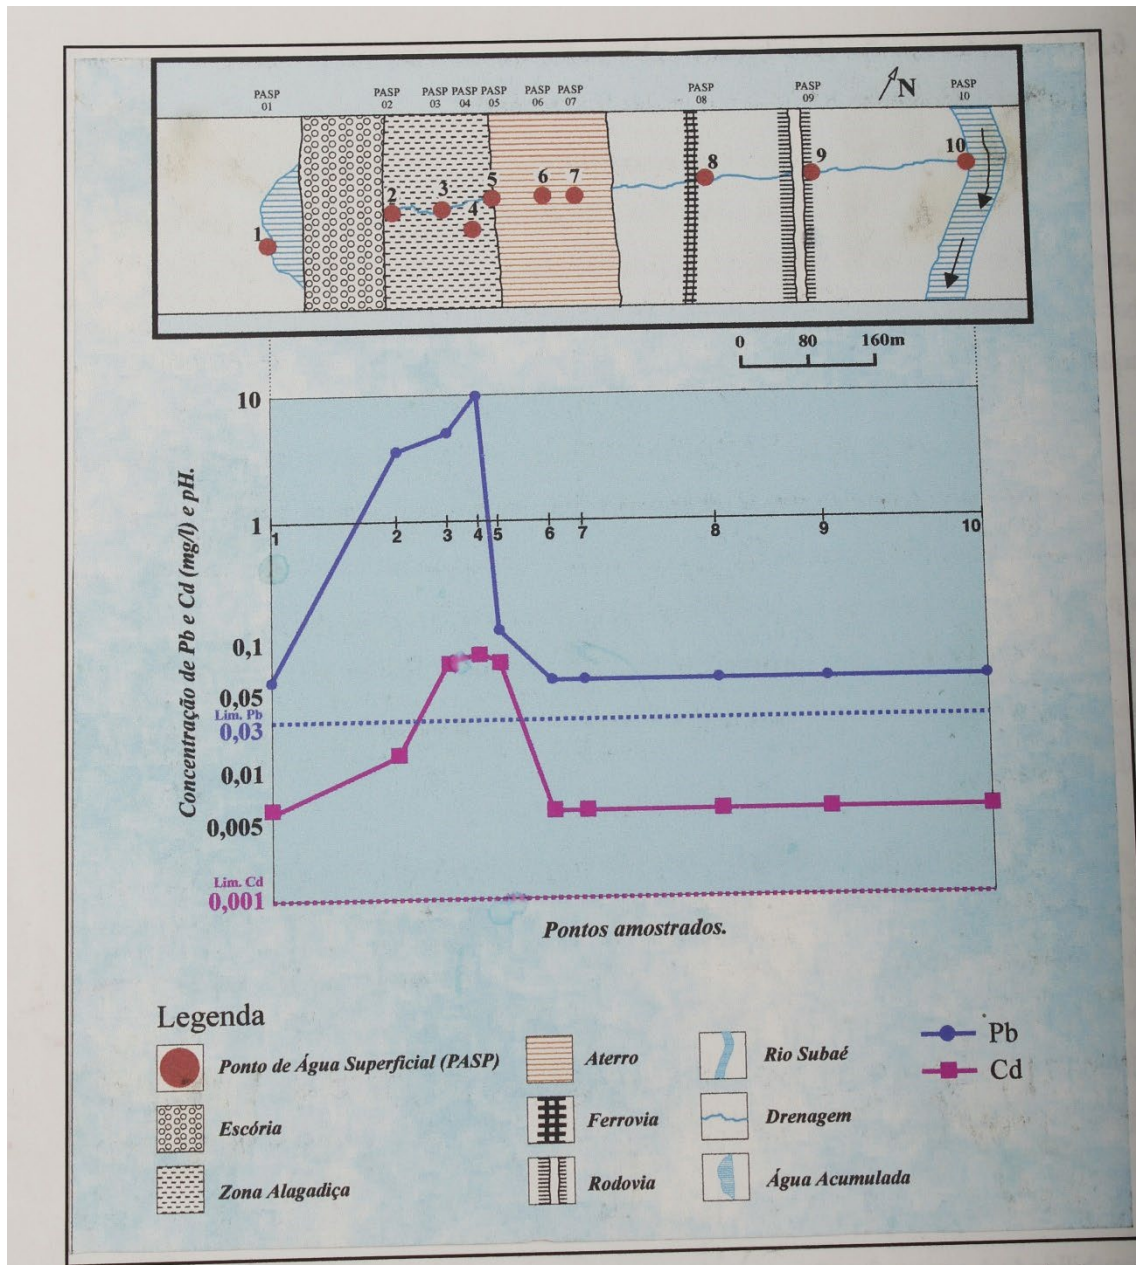 PASP 01
PASP 02
PASP 03
PASP 04
PASP 05
PASP 06
PASP 07
PASP 08
PASP 09
PASP 10
N
1
2
3
4
5
6
7
8
9
10
0 80 160m
Concentração de Pb e Cd (mg/l) e pH.
10
1
0,1
0,05
Lim. Pb
0,03
0,01
0,005
Lim. Cd
0,001
1 2 3 4 5 6 7 8 9 10
Pontos amostrados.
Legenda
Ponto de Água Superficial (PASP)
Escória
Zona Alagadiça
Aterro
Ferrovia
Rodovia
Rio Subaé
Drenagem
Água Acumulada
Pb
Cd